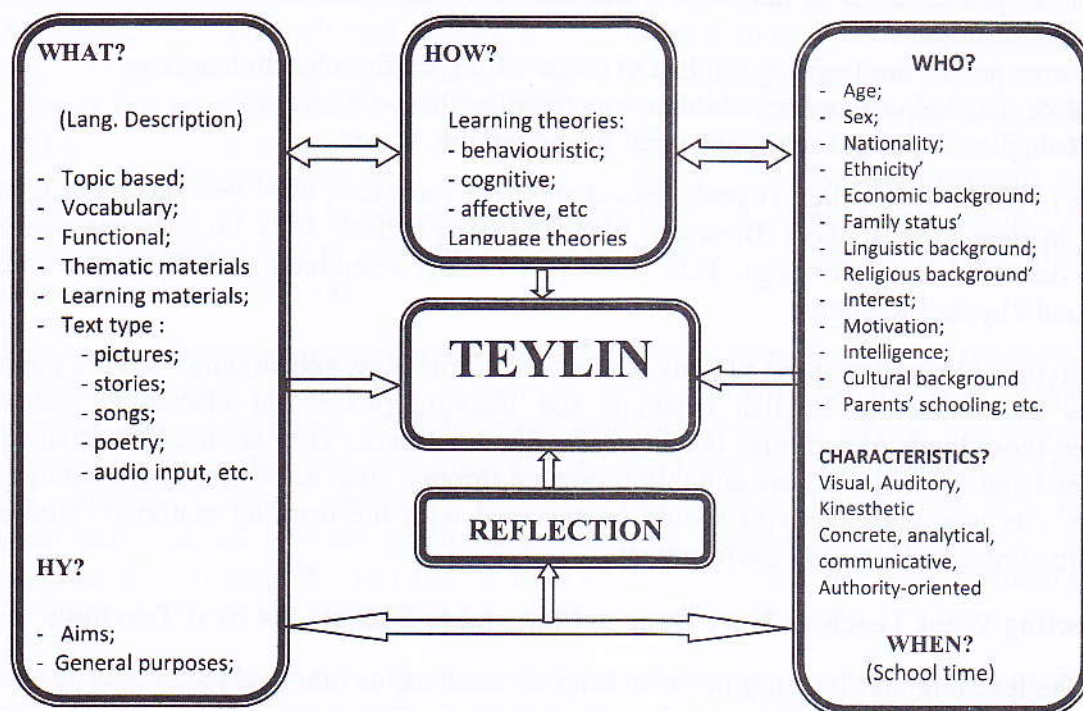 WHAT?
(Lang. Description)
- Topic based;
- Vocabulary;
- Functional;
- Thematic materials
- Learning materials;
- Text type :
- pictures;
- stories;
- songs;
- poetry;
- audio input, etc.
HY?
- Aims;
- General purposes;
HOW?
Learning theories:
- behaviouristic;
- cognitive;
- affective, etc
Language theories
TEYLIN
REFLECTION
WHO?
- Age;
- Sex;
- Nationality;
- Ethnicity'
- Economic background;
- Family status'
- Linguistic background;
- Religious background'
- Interest;
- Motivation;
- Intelligence;
- Cultural background
- Parents' schooling; etc.
CHARACTERISTICS?
Visual, Auditory,
Kinesthetic
Concrete, analytical,
communicative,
Authority-oriented
WHEN?
(School time)